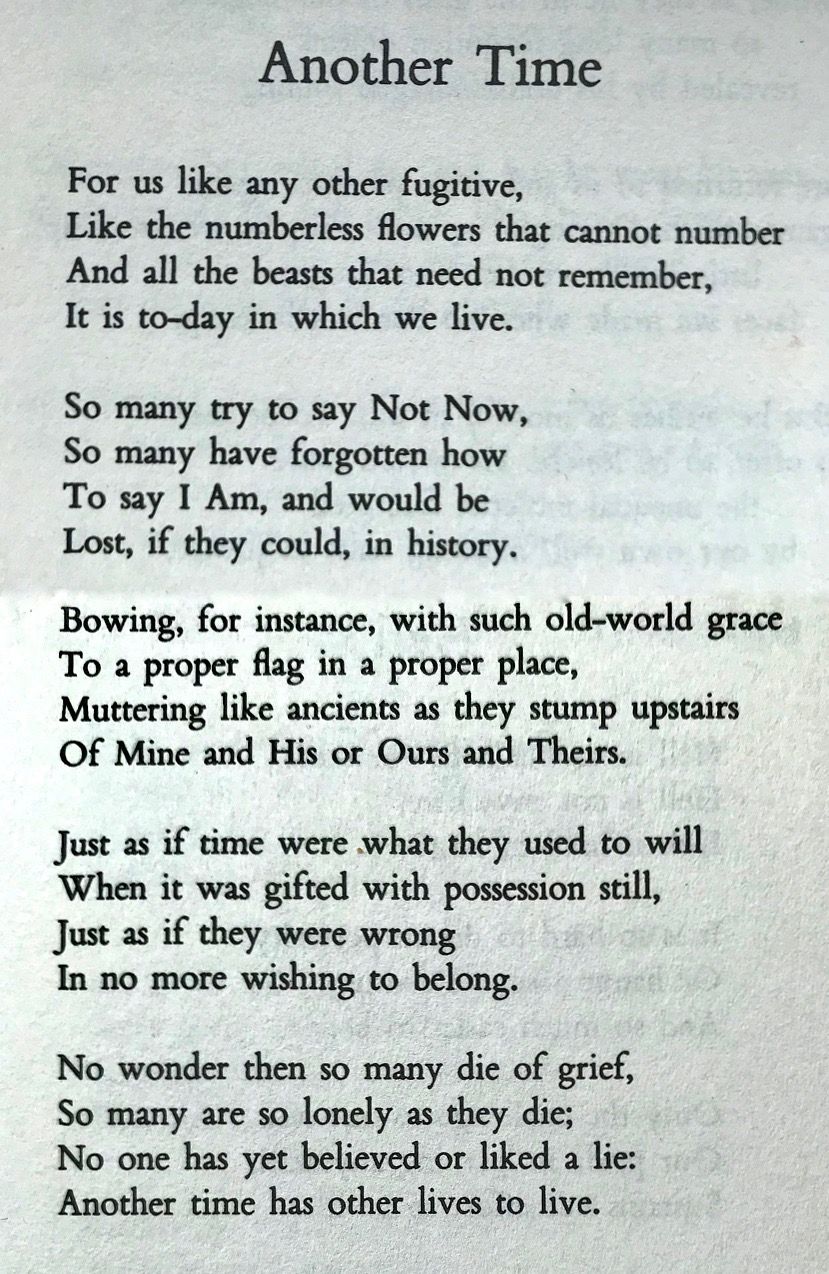 Another Time
For us like any other fugitive,
Like the numberless flowers that cannot number
And all the beasts that need not remember,
It is to-day in which we live.
So many try to say Not Now,
So many have forgotten how
To say I Am, and would be
Lost, if they could, in history.
Bowing, for instance, with such old-world grace
To a proper flag in a proper place,
Muttering like ancients as they stump upstairs
Of Mine and His or Ours and Theirs.
Just as if time were what they used to will
When it was gifted with possession still,
Just as if they were wrong
In no more wishing to belong.
No wonder then so many die of grief,
So many are so lonely as they die;
No one has yet believed or liked a lie:
Another time has other lives to live.